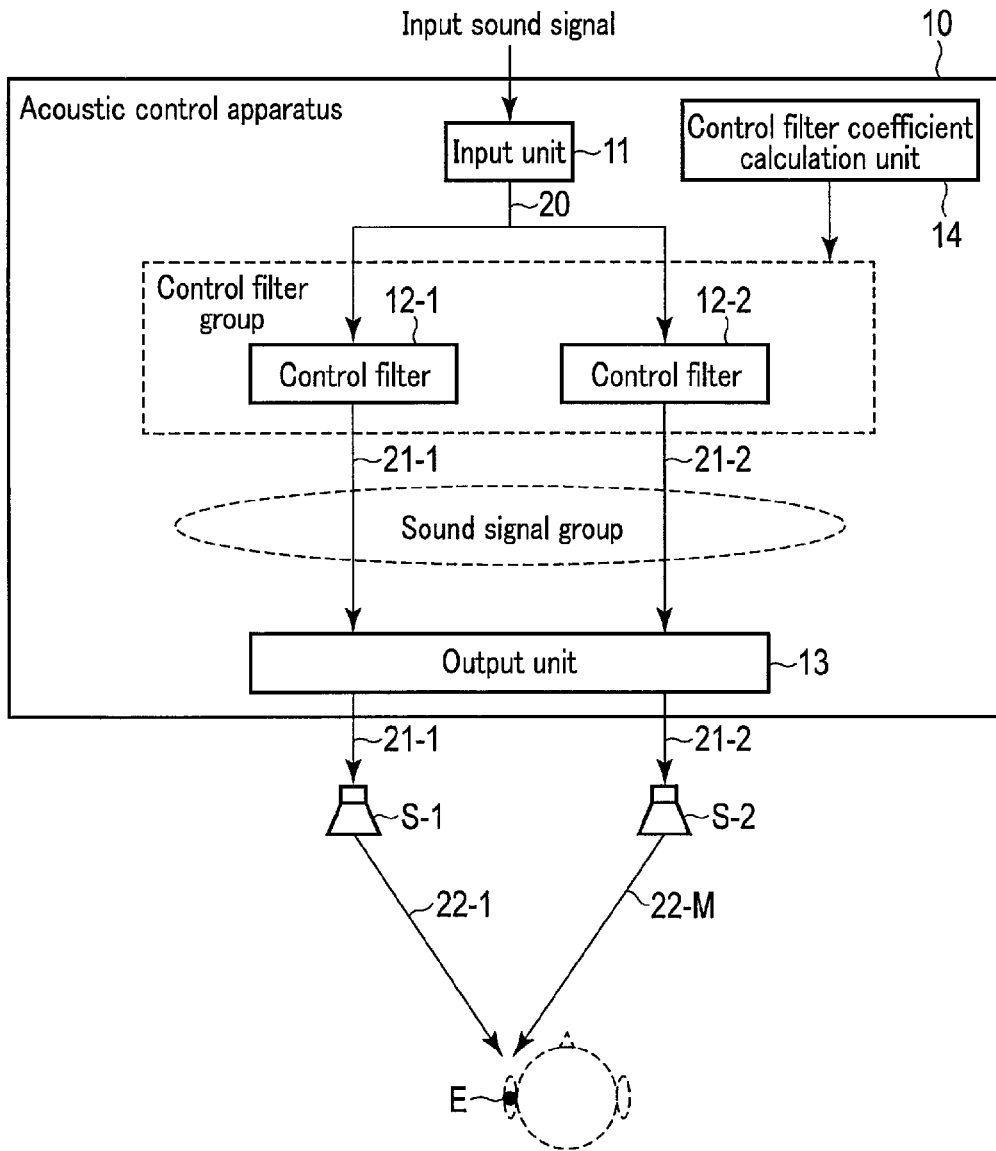 Input sound signal
10
Acoustic control apparatus
Control filter coefficient
calculation unit
Input unit
11
20
14
Control filter
group
12-1
12-2
Control filter
Control filter
21-1
21-2
Sound signal group
Output unit
13
21-1
21-2
S-1
S-2
22-1
22-M
E